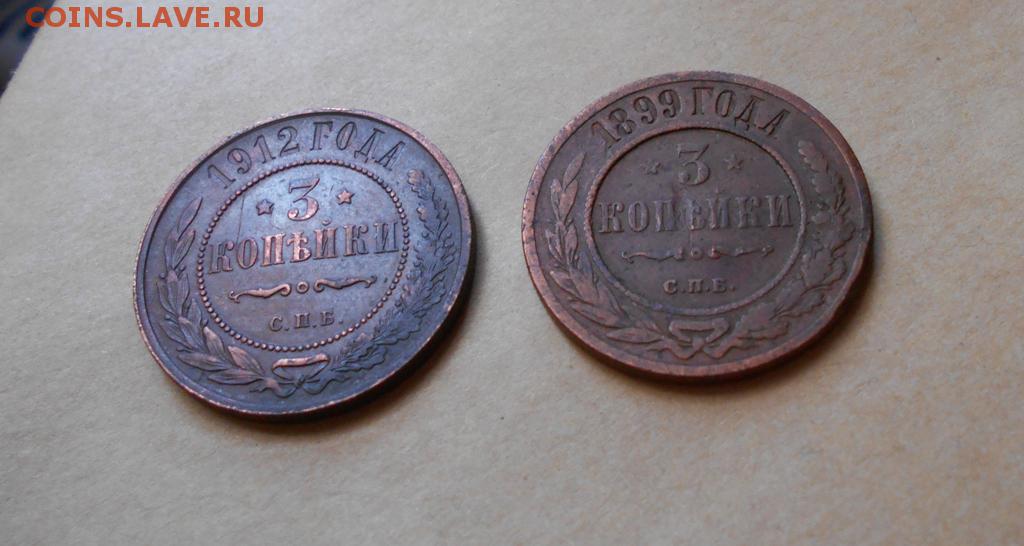 COINS.LAVE.RU
1912 ГОДА
3
КОПѢЙКИ
С.П.Б.
1899 ГОДА
3
КОПѢЙКИ
С.П.Б.